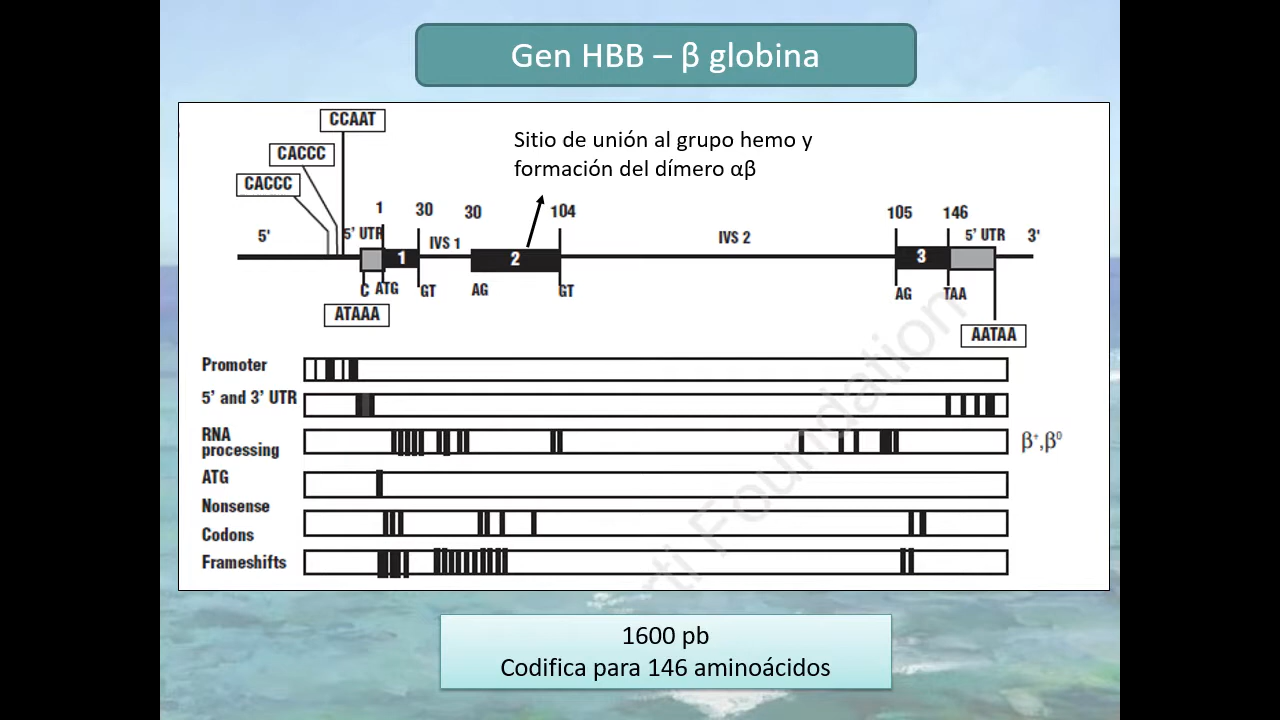 Gen HBB – β globina
CCAAT
CACCC
CACCC
Sitio de unión al grupo hemo y
formación del dímero αβ
1 30 30 104 105 146
5' 5' UTR IVS 1 IVS 2 5' UTR 3'
1 2 3
C ATG GT AG GT AG TAA
ATAAA
AATAA
Promoter
5’ and 3’ UTR
RNA
processing
β⁺,β⁰
ATG
Nonsense
Codons
Frameshifts
Foundation
1600 pb
Codifica para 146 aminoácidos